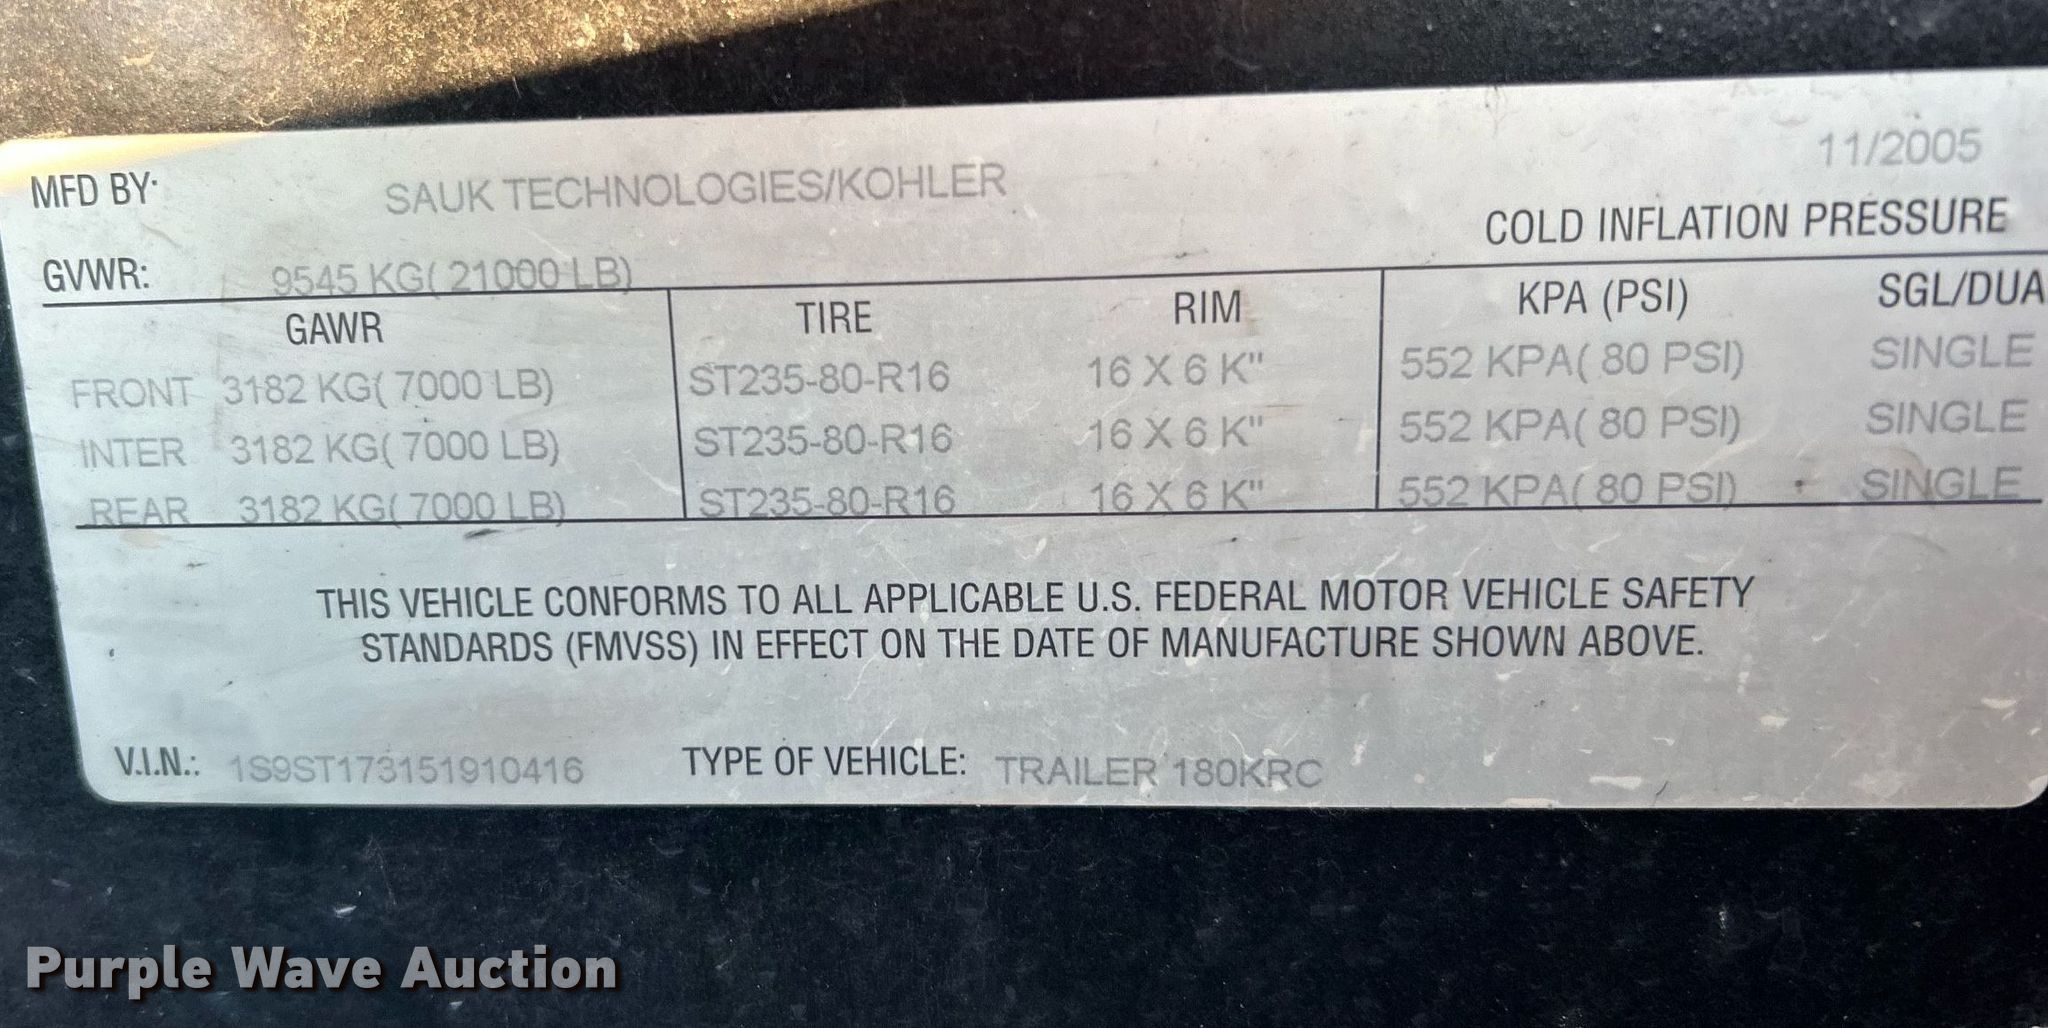 11/2005
MFD BY: SAUK TECHNOLOGIES/KOHLER
COLD INFLATION PRESSURE
GVWR: 9545 KG( 21000 LB)
GAWR TIRE RIM KPA (PSI) SGL/DUA
FRONT 3182 KG( 7000 LB) ST235-80-R16 16 X 6 K" 552 KPA( 80 PSI) SINGLE
INTER 3182 KG( 7000 LB) ST235-80-R16 16 X 6 K" 552 KPA( 80 PSI) SINGLE
REAR 3182 KG( 7000 LB) ST235-80-R16 16 X 6 K" 552 KPA( 80 PSI) SINGLE
THIS VEHICLE CONFORMS TO ALL APPLICABLE U.S. FEDERAL MOTOR VEHICLE SAFETY
STANDARDS (FMVSS) IN EFFECT ON THE DATE OF MANUFACTURE SHOWN ABOVE.
V.I.N.: 1S9ST173151910416 TYPE OF VEHICLE: TRAILER 180KRC
Purple Wave Auction